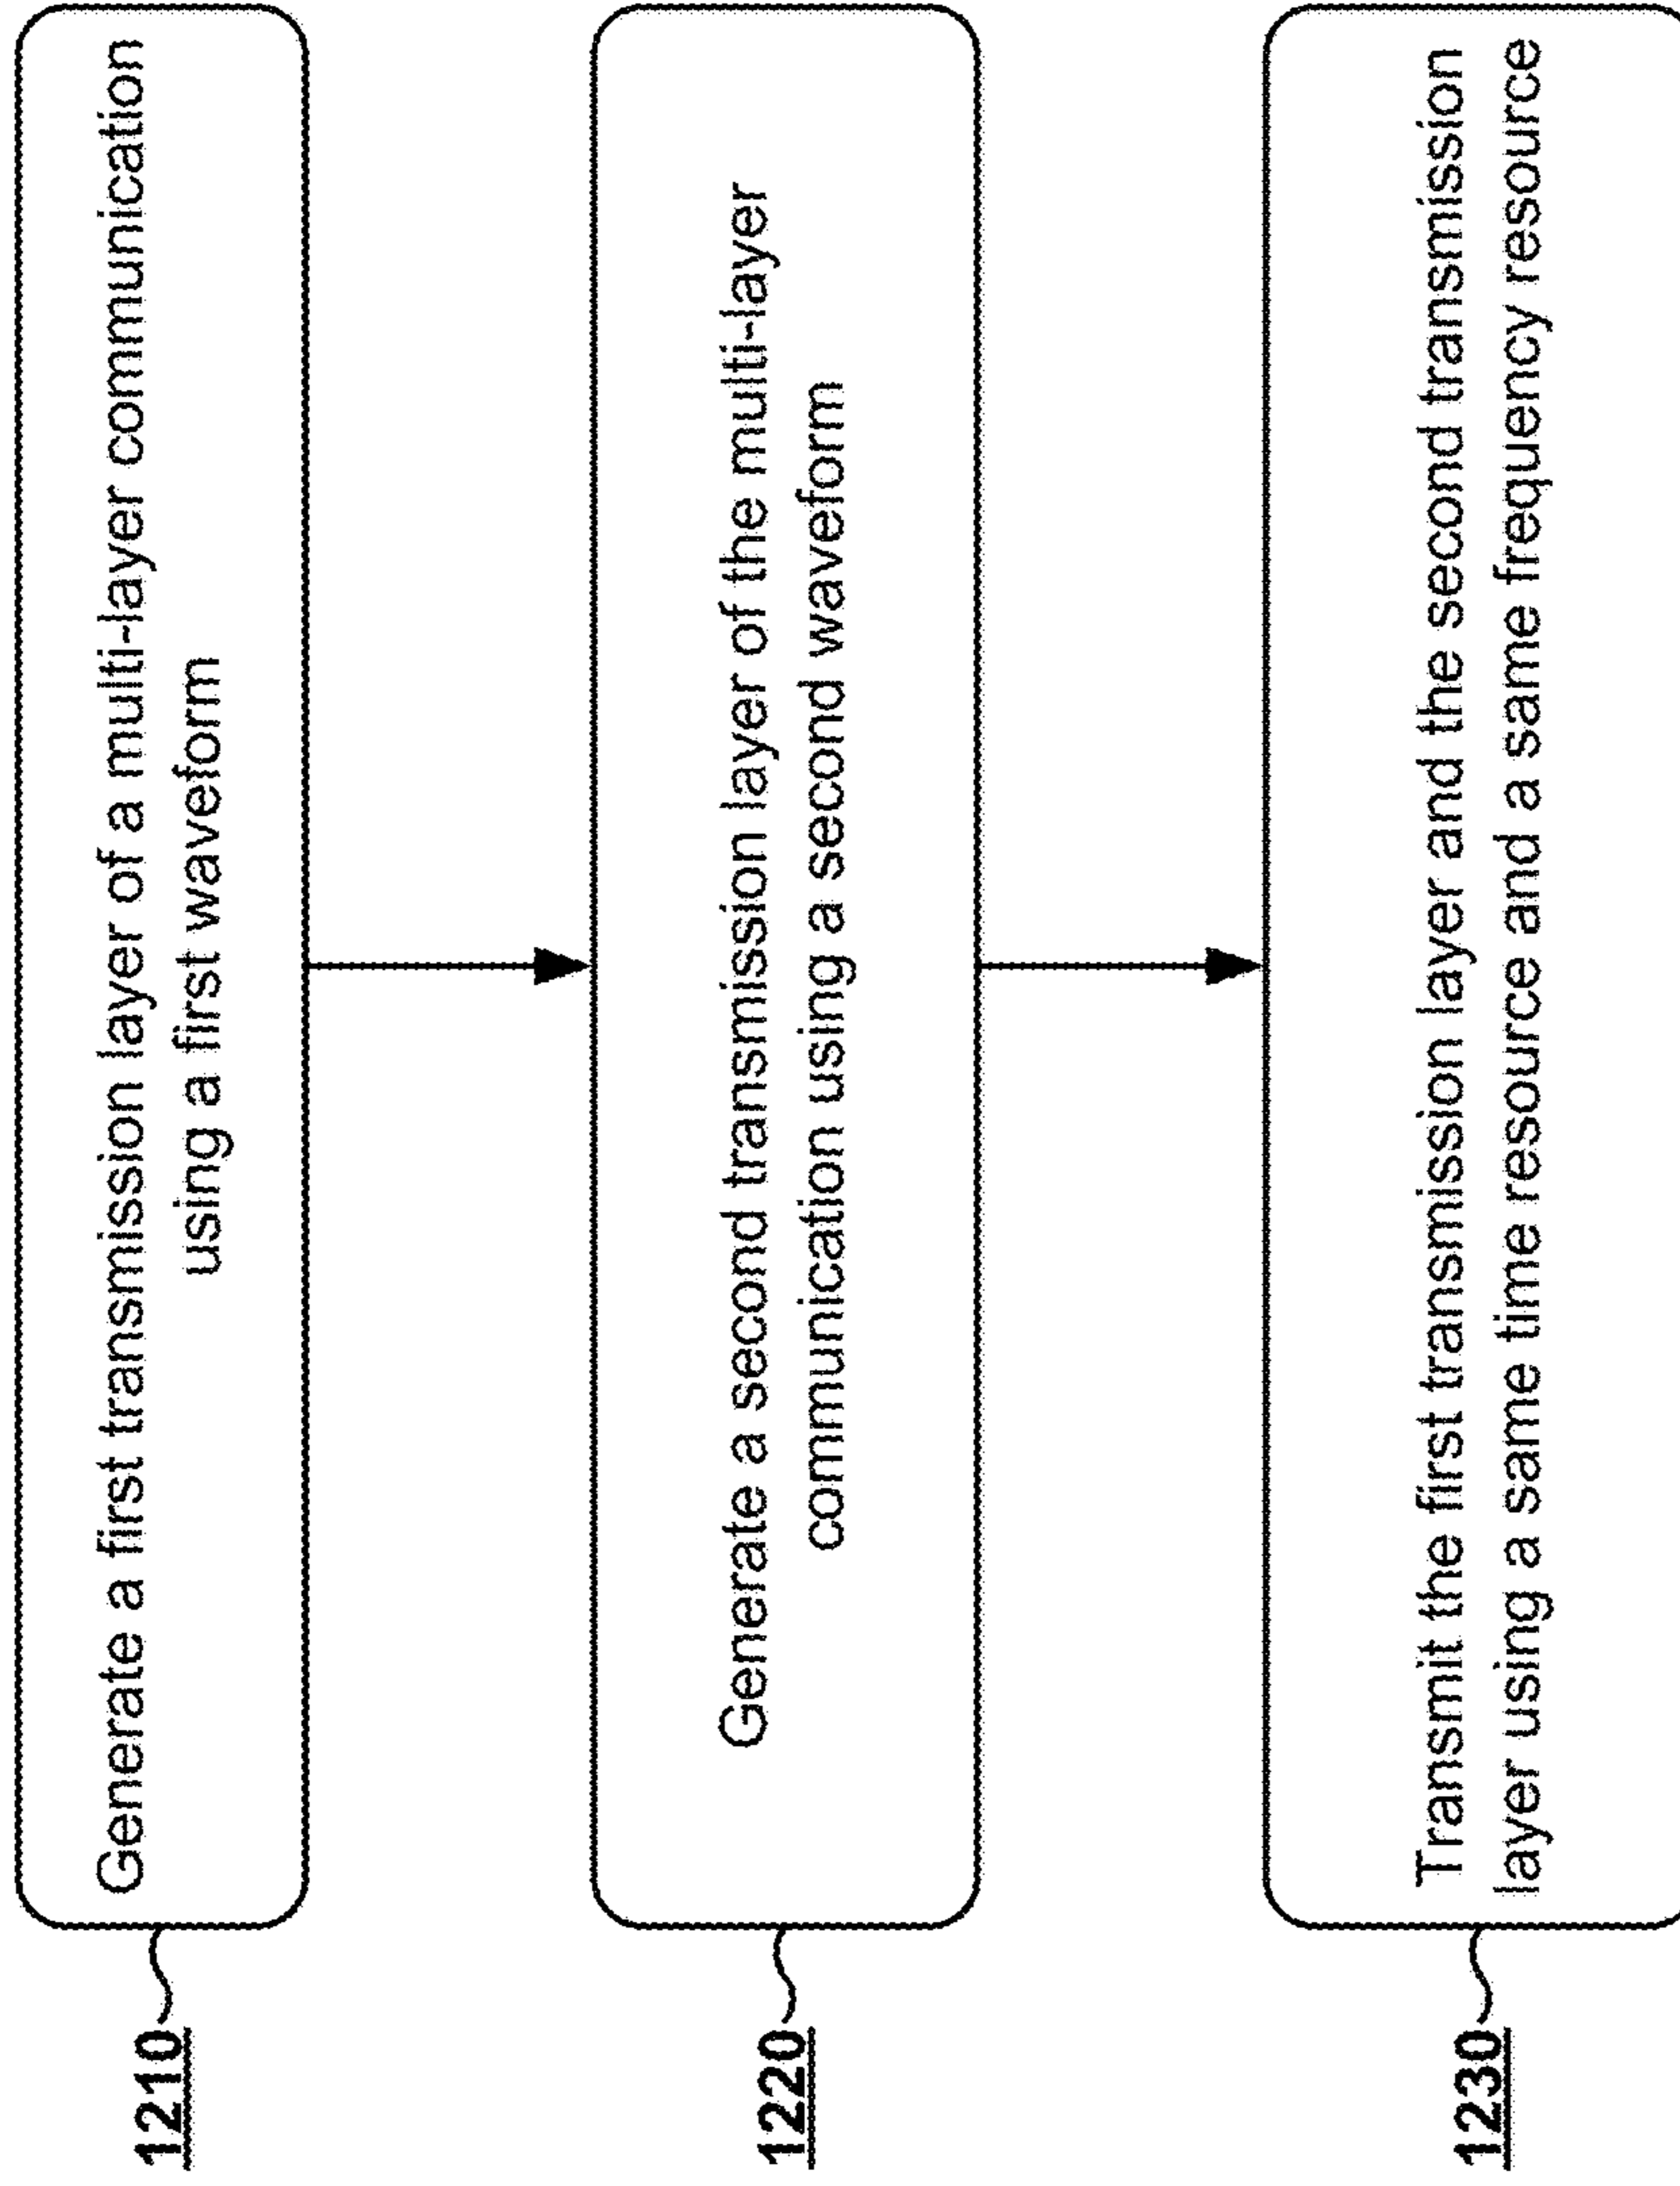 1210
Generate a first transmission layer of a multi-layer communication
using a first waveform
1220
Generate a second transmission layer of the multi-layer
communication using a second waveform
1230
Transmit the first transmission layer and the second transmission
layer using a same time resource and a same frequency resource